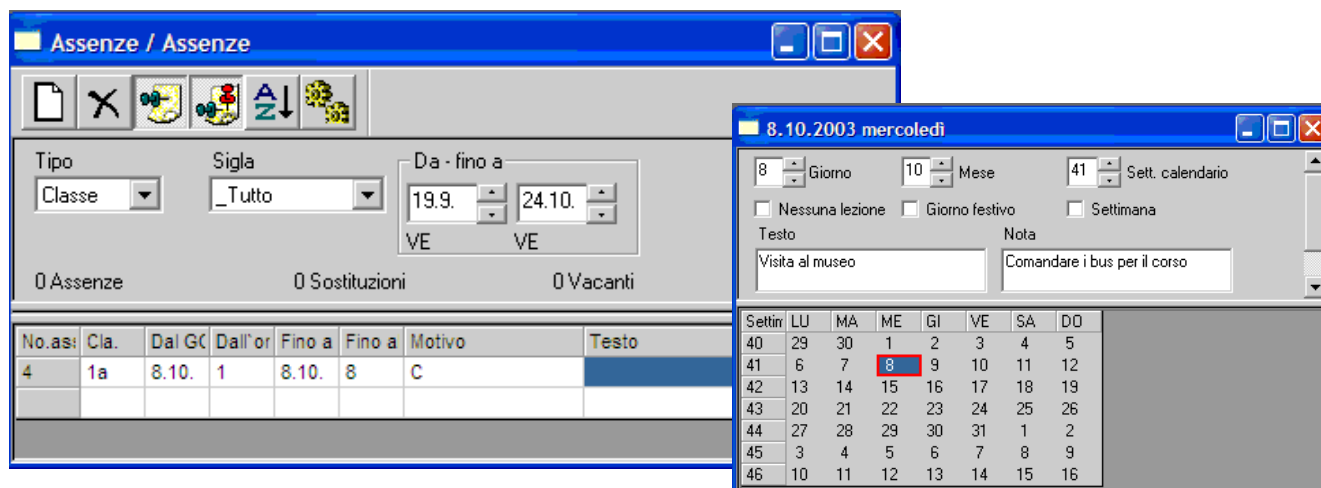 Assenze / Assenze
Tipo Sigla Da - fino a
Classe _Tutto 19.9. 24.10.
VE VE
0 Assenze 0 Sostituzioni 0 Vacanti
No.as: Cla. Dal G( Dall`or Fino a Fino a Motivo Testo
4 1a 8.10. 1 8.10. 8 C
8.10.2003 mercoledì
8 Giorno 10 Mese 41 Sett. calendario
Nessuna lezione Giorno festivo Settimana
Testo Nota
Visita al museo Comandare i bus per il corso
Settim LU MA ME GI VE SA DO
40 29 30 1 2 3 4 5
41 6 7 8 9 10 11 12
42 13 14 15 16 17 18 19
43 20 21 22 23 24 25 26
44 27 28 29 30 31 1 2
45 3 4 5 6 7 8 9
46 10 11 12 13 14 15 16